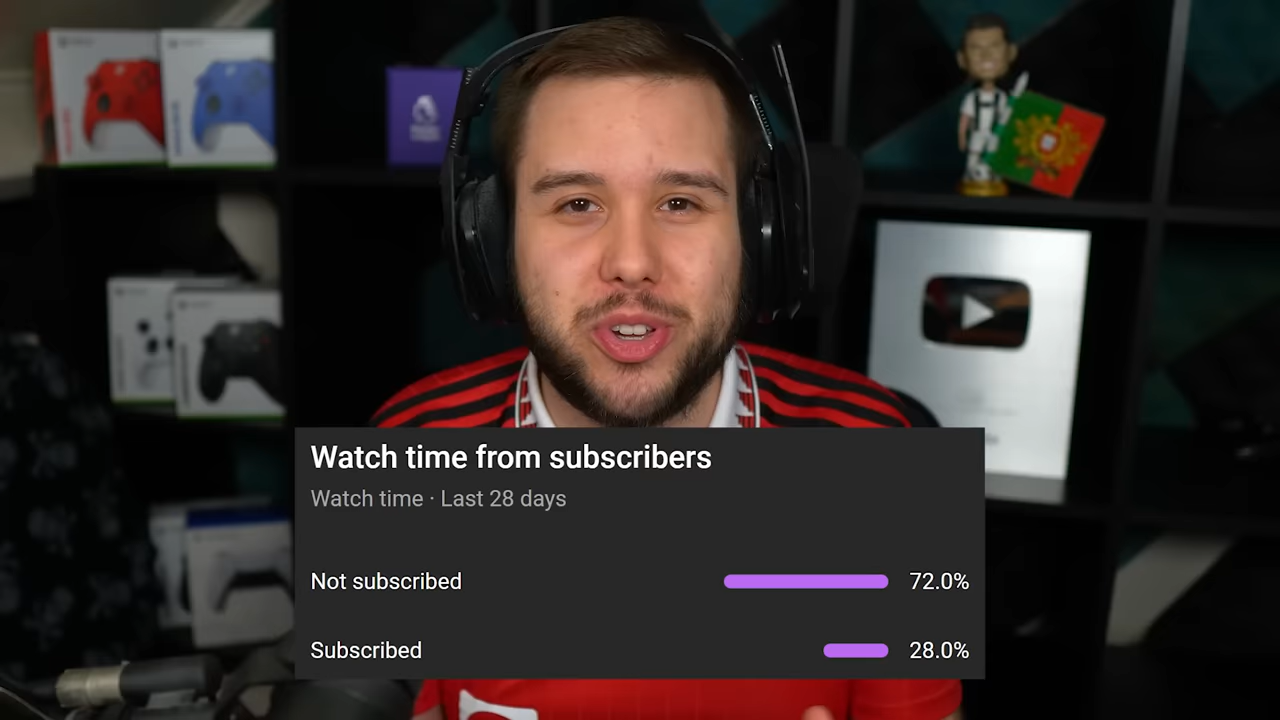 Watch time from subscribers
Watch time · Last 28 days
Not subscribed 72.0%
Subscribed 28.0%